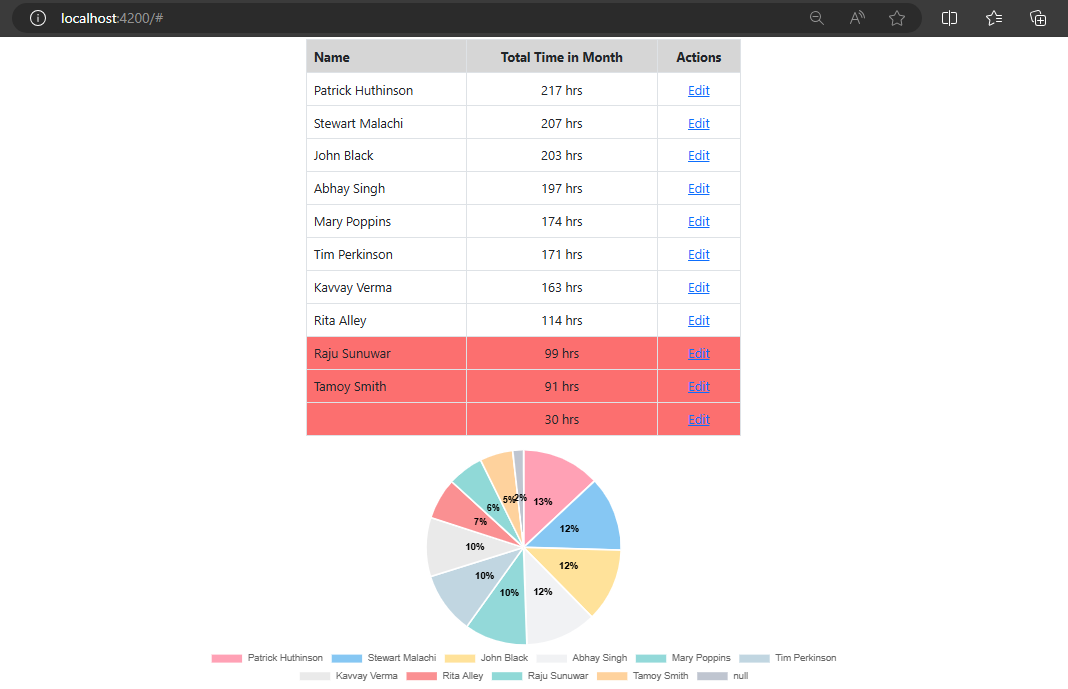 localhost:4200/#
Name Total Time in Month Actions
Patrick Huthinson 217 hrs Edit
Stewart Malachi 207 hrs Edit
John Black 203 hrs Edit
Abhay Singh 197 hrs Edit
Mary Poppins 174 hrs Edit
Tim Perkinson 171 hrs Edit
Kavvay Verma 163 hrs Edit
Rita Alley 114 hrs Edit
Raju Sunuwar 99 hrs Edit
Tamoy Smith 91 hrs Edit
30 hrs Edit
5% 2% 13%
6%
7% 12%
10%
10% 12%
10% 12%
Patrick Huthinson Stewart Malachi John Black Abhay Singh Mary Poppins Tim Perkinson
Kavvay Verma Rita Alley Raju Sunuwar Tamoy Smith null